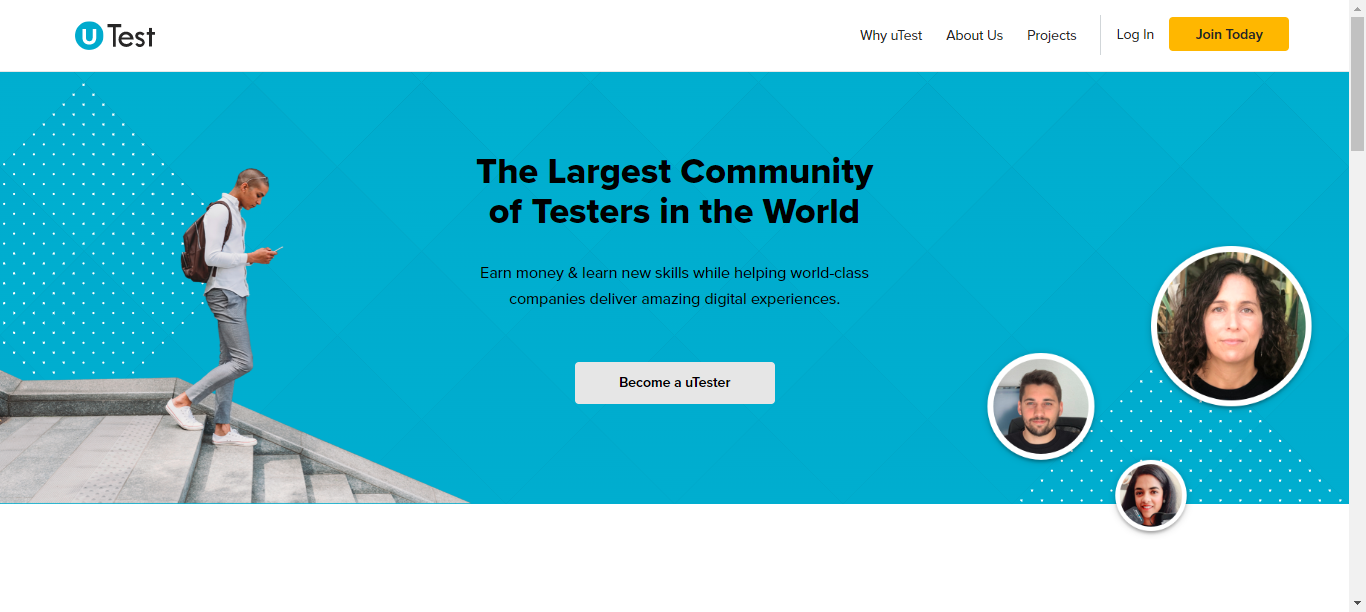 uTest
Why uTest
About Us
Projects
Log In
Join Today
The Largest Community
of Testers in the World
Earn money & learn new skills while helping world-class
companies deliver amazing digital experiences.
Become a uTester